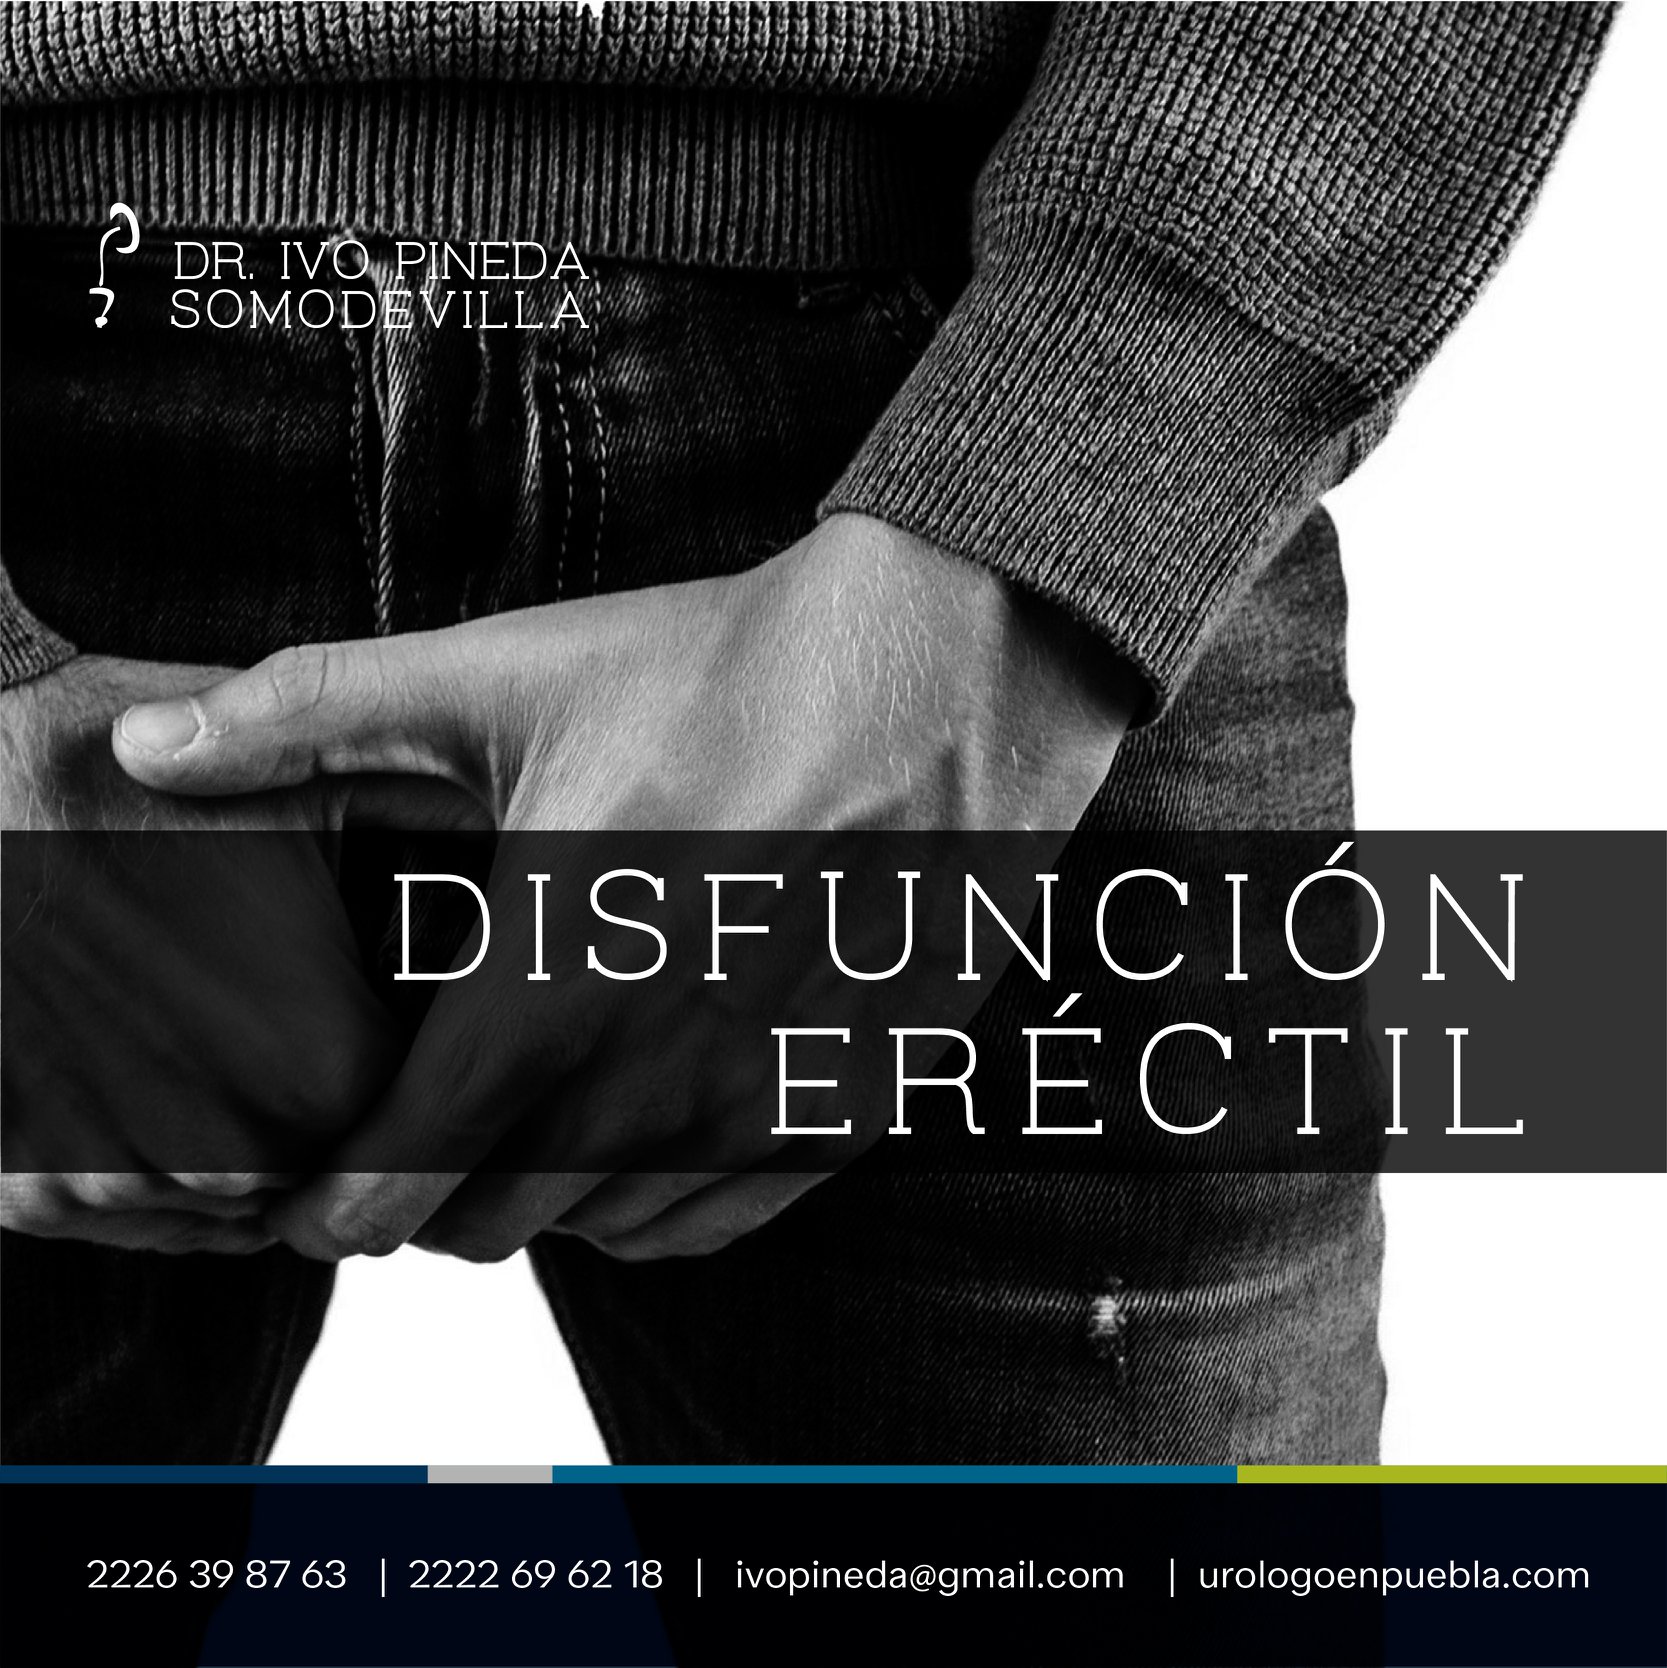 DR. IVO PINEDA
SOMODEVILLA
DISFUNCIÓN
ERÉCTIL
2226 39 87 63 | 2222 69 62 18 | ivopineda@gmail.com | urologoenpuebla.com